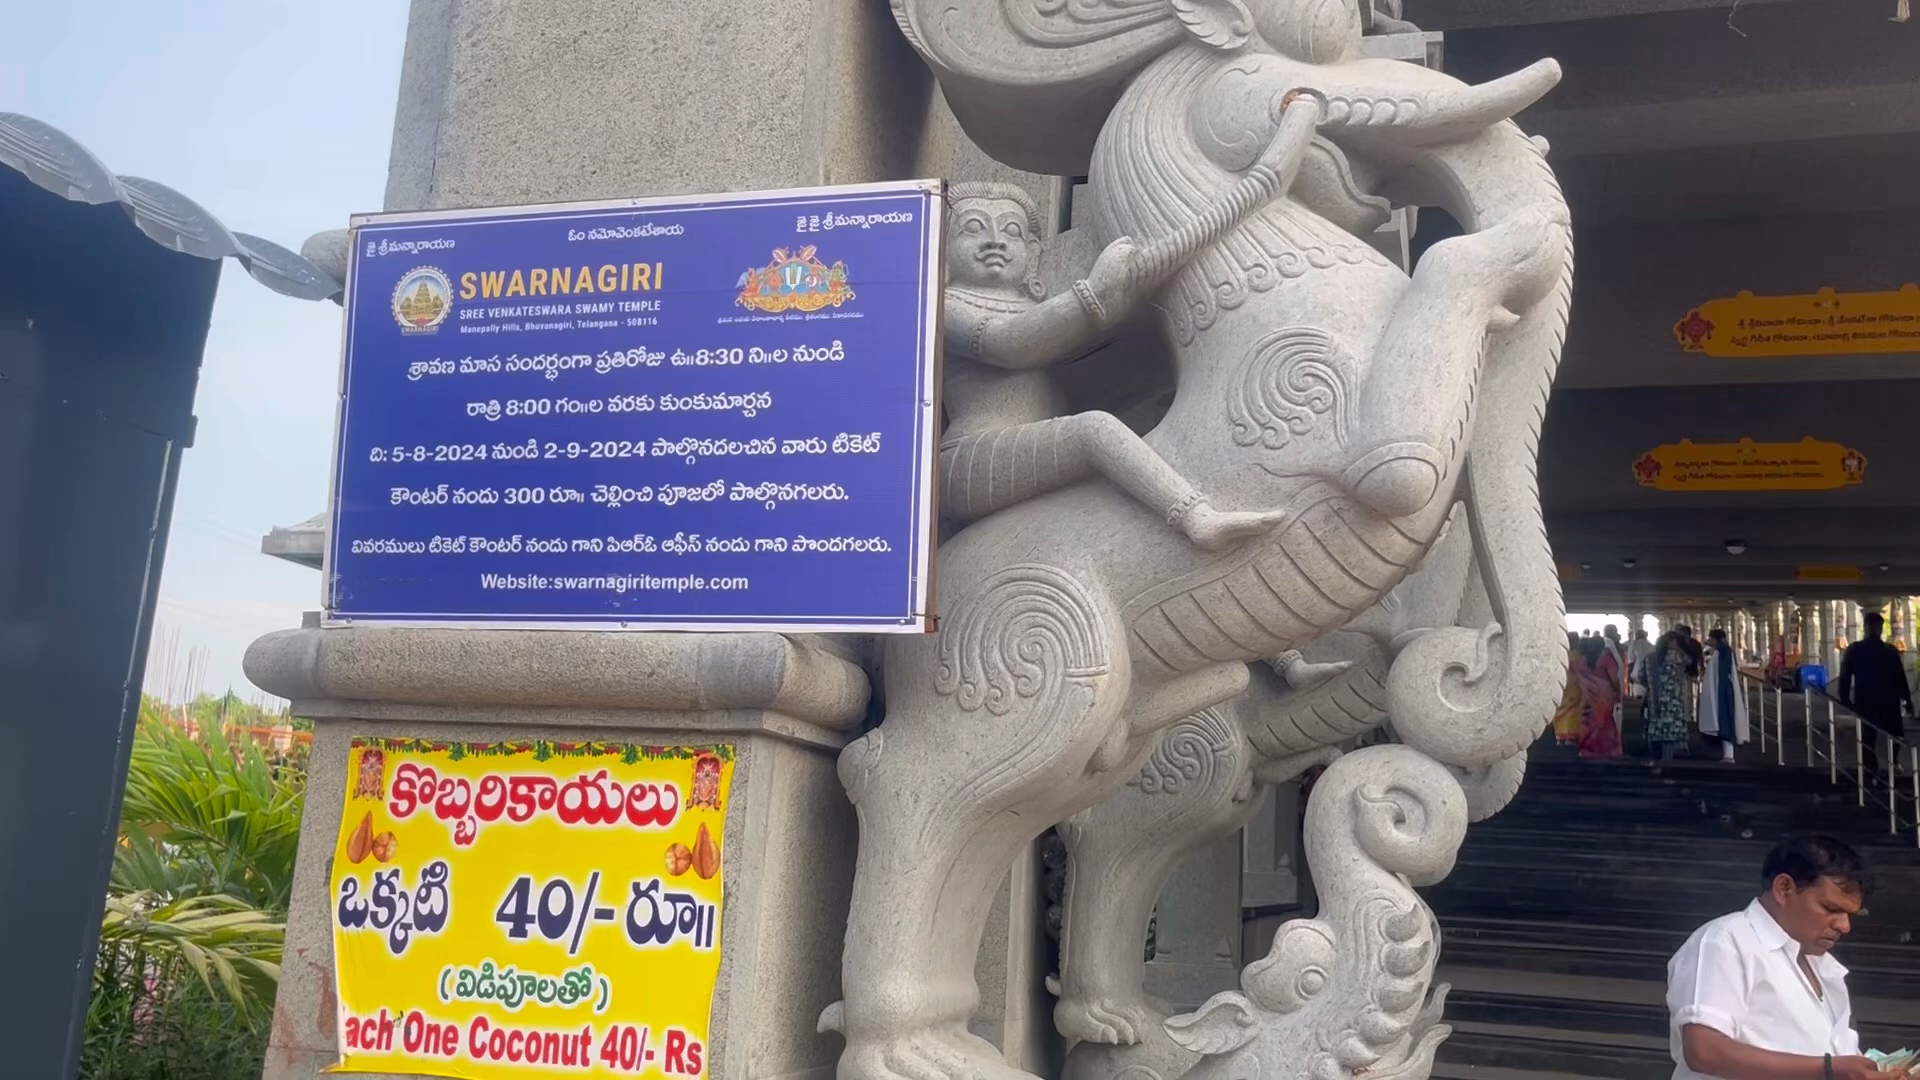 జై శ్రీమన్నారాయణ
ఓం నమోవెంకటేశాయ
జై జై శ్రీమన్నారాయణ
SWARNAGIRI
SREE VENKATESWARA SWAMY TEMPLE
Manepally Hills, Bhuvanagiri, Telangana - 508116
SWARNAGIRI
శ్రావణ మాస సందర్భంగా ప్రతిరోజు ఉ॥8:30 ని॥ల నుండి
రాత్రి 8:00 గం॥ల వరకు కుంకుమార్చన
ది: 5-8-2024 నుండి 2-9-2024 పాల్గొనదలచిన వారు టికెట్
కౌంటర్ నందు 300 రూ॥ చెల్లించి పూజలో పాల్గొనగలరు.
వివరములు టికెట్ కౌంటర్ నందు గాని పిఆర్ఓ ఆఫీస్ నందు గాని పొందగలరు.
Website:swarnagiritemple.com
కొబ్బరికాయలు
ఒక్కటి 40/- రూ॥
(విడిపూలతో)
ach One Coconut 40/- Rs